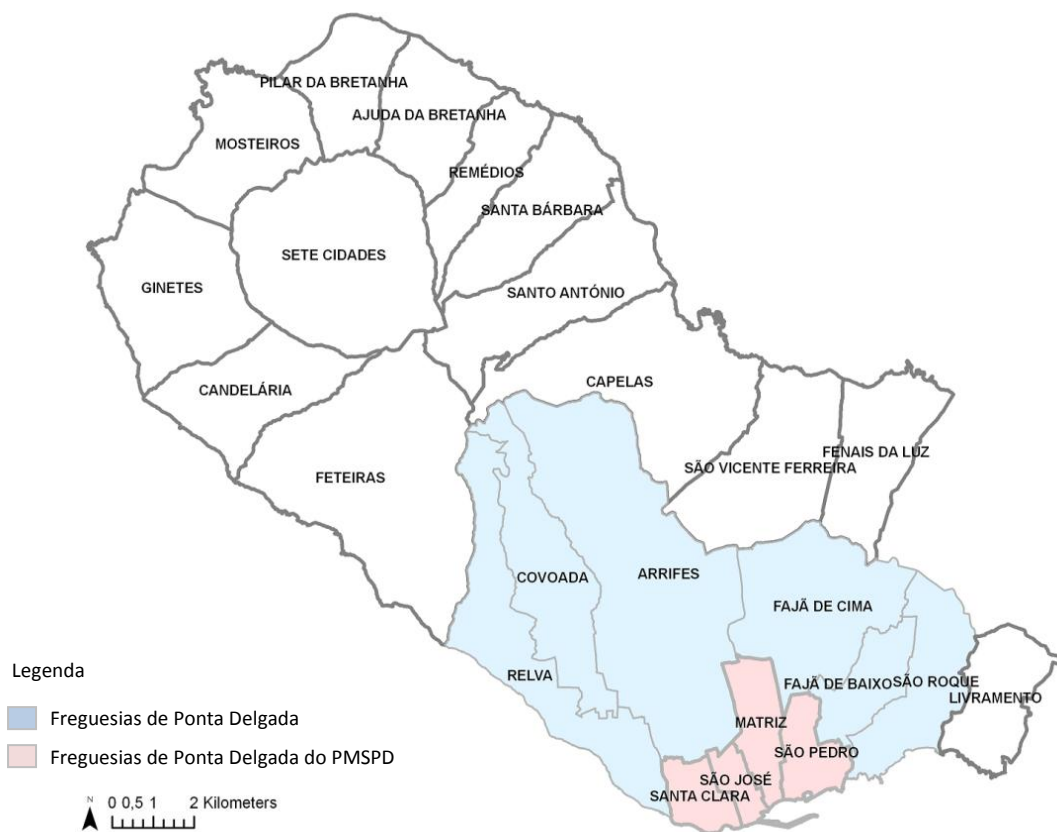 PILAR DA BRETANHA
AJUDA DA BRETANHA
MOSTEIROS
REMÉDIOS
SANTA BÁRBARA
SETE CIDADES
GINETES
SANTO ANTÓNIO
CAPELAS
CANDELÁRIA
FENAIS DA LUZ
SÃO VICENTE FERREIRA
FETEIRAS
COVOADA
ARRIFES
FAJÃ DE CIMA
RELVA
FAJÃ DE BAIXO
SÃO ROQUE
LIVRAMENTO
MATRIZ
SÃO PEDRO
SÃO JOSÉ
SANTA CLARA
Legenda
Freguesias de Ponta Delgada
Freguesias de Ponta Delgada do PMSPD
N
0 0,5 1 2 Kilometers